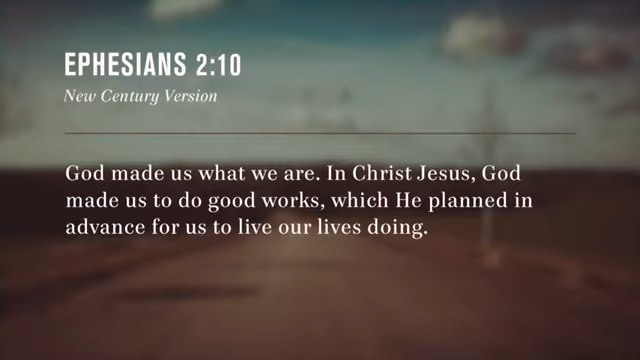 EPHESIANS 2:10
New Century Version
God made us what we are. In Christ Jesus, God
made us to do good works, which He planned in
advance for us to live our lives doing.